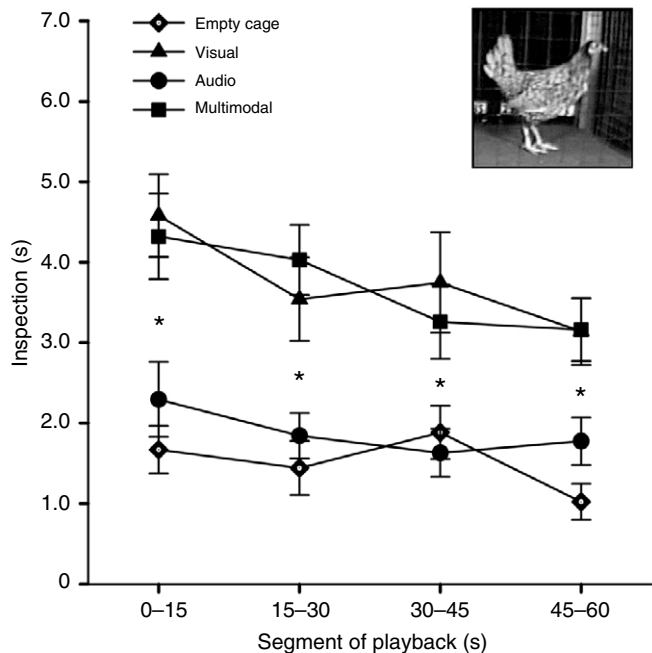 7.0
6.0
5.0
4.0
3.0
2.0
1.0
0
Inspection (s)
Empty cage
Visual
Audio
Multimodal
*
*
*
*
0–15
15–30
30–45
45–60
Segment of playback (s)